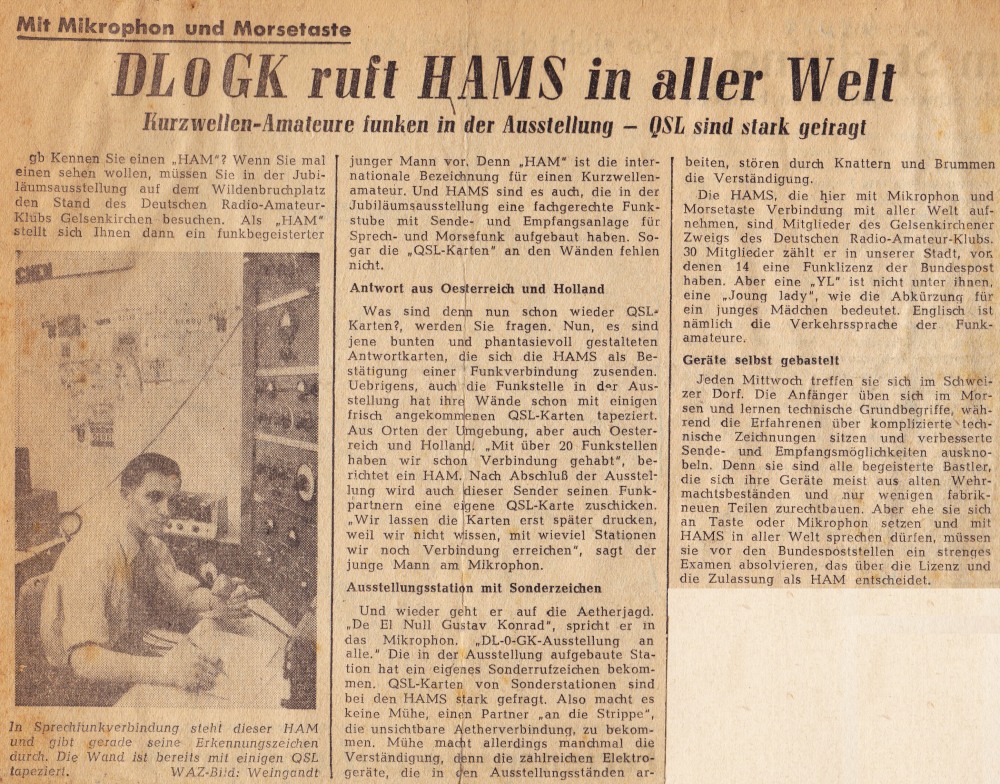 Mit Mikrophon und Morsetaste
DL0GK ruft HAMS in aller Welt
Kurzwellen-Amateure funken in der Ausstellung — QSL sind stark gefragt
gb Kennen Sie einen „HAM“? Wenn Sie mal
einen sehen wollen, müssen Sie in der Jubi-
läumsausstellung auf dem Wildenbruchplatz
den Stand des Deutschen Radio-Amateur-
Klubs Gelsenkirchen besuchen. Als „HAM“
stellt sich Ihnen dann ein funkbegeisterter
CHEN
In Sprechfunkverbindung steht dieser HAM
und gibt gerade seine Erkennungszeichen
durch. Die Wand ist bereits mit einigen QSL
tapeziert. WAZ-Bild: Weingandt
junger Mann vor. Denn „HAM“ ist die inter-
nationale Bezeichnung für einen Kurzwellen-
amateur. Und HAMS sind es auch, die in der
Jubiläumsausstellung eine fachgerechte Funk-
stube mit Sende- und Empfangsanlage für
Sprech- und Morsefunk aufgebaut haben. So-
gar die „QSL-Karten“ an den Wänden fehlen
nicht.
Antwort aus Oesterreich und Holland
Was sind denn nun schon wieder QSL-
Karten?, werden Sie fragen. Nun, es sind
jene bunten und phantasievoll gestalteten
Antwortkarten, die sich die HAMS als Be-
stätigung einer Funkverbindung zusenden.
Uebrigens, auch die Funkstelle in der Aus-
stellung hat ihre Wände schon mit einigen
frisch angekommenen QSL-Karten tapeziert.
Aus Orten der Umgebung, aber auch Oester-
reich und Holland. „Mit über 20 Funkstellen
haben wir schon Verbindung gehabt“, be-
richtet ein HAM. Nach Abschluß der Ausstel-
lung wird auch dieser Sender seinen Funk-
partnern eine eigene QSL-Karte zuschicken.
„Wir lassen die Karten erst später drucken,
weil wir nicht wissen, mit wieviel Stationen
wir noch Verbindung erreichen“, sagt der
junge Mann am Mikrophon.
Ausstellungsstation mit Sonderzeichen
Und wieder geht er auf die Aetherjagd.
„De El Null Gustav Konrad“, spricht er in
das Mikrophon. „DL-0-GK-Ausstellung an
alle.“ Die in der Ausstellung aufgebaute Sta-
tion hat ein eigenes Sonderrufzeichen bekom-
men. QSL-Karten von Sonderstationen sind
bei den HAMS stark gefragt. Also macht es
keine Mühe, einen Partner „an die Strippe“,
die unsichtbare Aetherverbindung, zu bekom-
men. Mühe macht allerdings manchmal die
Verständigung, denn die zahlreichen Elektro-
geräte, die in den Ausstellungsständen ar-
beiten, stören durch Knattern und Brummen
die Verständigung.
Die HAMS, die hier mit Mikrophon und
Morsetaste Verbindung mit aller Welt auf-
nehmen, sind Mitglieder des Gelsenkirchener
Zweigs des Deutschen Radio-Amateur-Klubs.
30 Mitglieder zählt er in unserer Stadt, von
denen 14 eine Funklizenz der Bundespost
haben. Aber eine „YL“ ist nicht unter ihnen,
eine „Joung lady“, wie die Abkürzung für
ein junges Mädchen bedeutet. Englisch ist
nämlich die Verkehrssprache der Funk-
amateure.
Geräte selbst gebastelt
Jeden Mittwoch treffen sie sich im Schwei-
zer Dorf. Die Anfänger üben sich im Mor-
sen und lernen technische Grundbegriffe, wäh-
rend die Erfahrenen über komplizierte tech-
nische Zeichnungen sitzen und verbesserte
Sende- und Empfangsmöglichkeiten auskno-
beln. Denn sie sind alle begeisterte Bastler,
die sich ihre Geräte meist aus alten Wehr-
machtsbeständen und nur wenigen fabrik-
neuen Teilen zurechtbauen. Aber ehe sie sich
an Taste oder Mikrophon setzen und mit
HAMS in aller Welt sprechen dürfen, müssen
sie vor den Bundespoststellen ein strenges
Examen absolvieren, das über die Lizenz und
die Zulassung als HAM entscheidet.